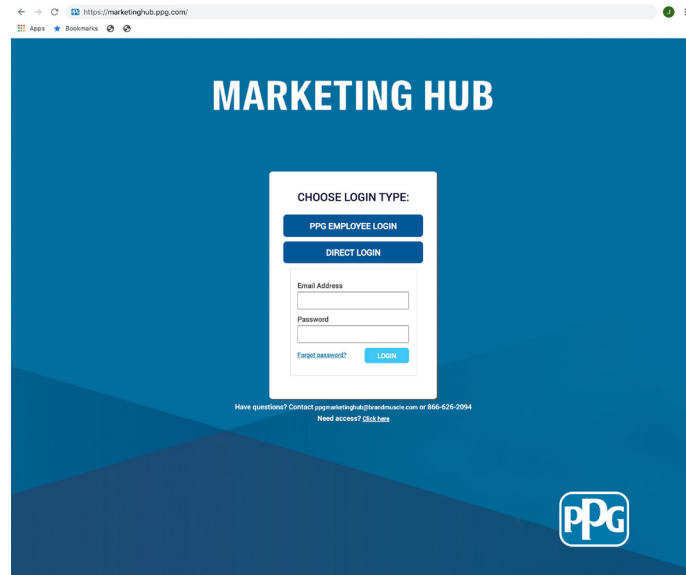 https://marketinghub.ppg.com/
J
Apps Bookmarks
MARKETING HUB
CHOOSE LOGIN TYPE:
PPG EMPLOYEE LOGIN
DIRECT LOGIN
Email Address
Password
Forgot password? LOGIN
Have questions? Contact ppgmarketinghub@brandmuscle.com or 866-626-2094
Need access? Click here
PPG